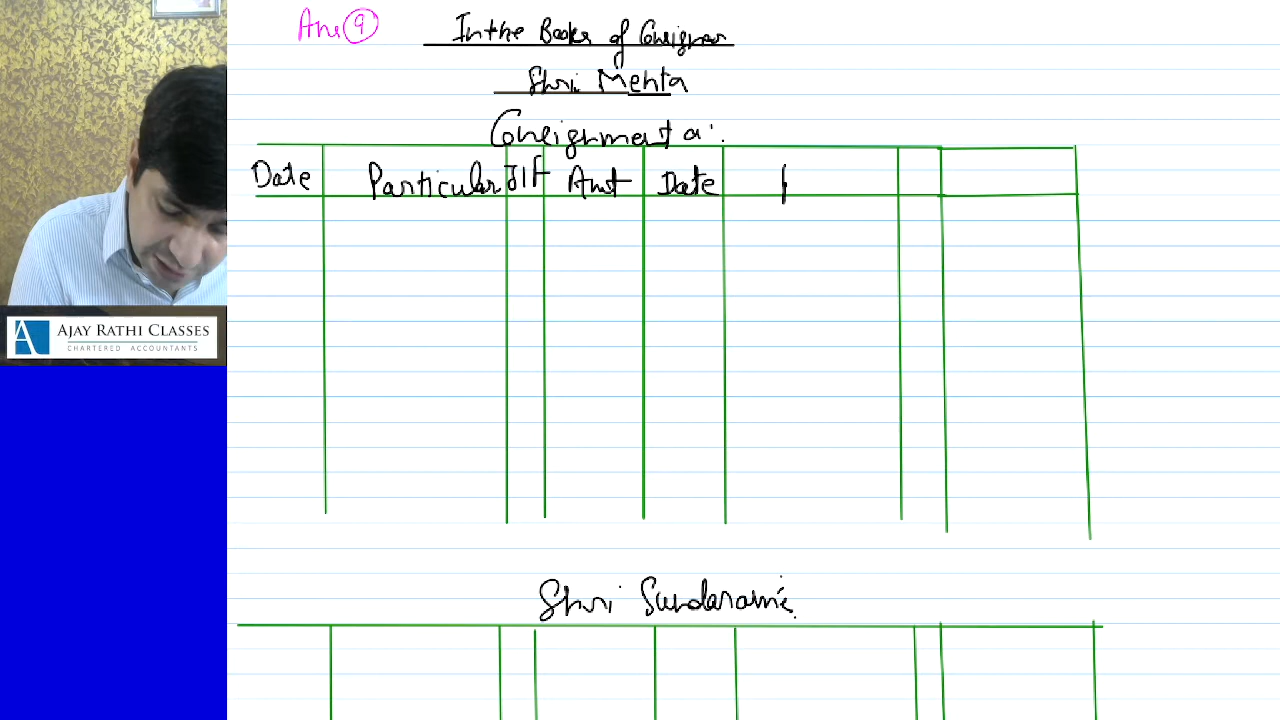 Ans 9
In the Books of Consignor
Shri Mehta
Consignment a/c
Date Particular J/F Amt Date
AJAY RATHI CLASSES
CHARTERED ACCOUNTANTS
Shri Sundaram's